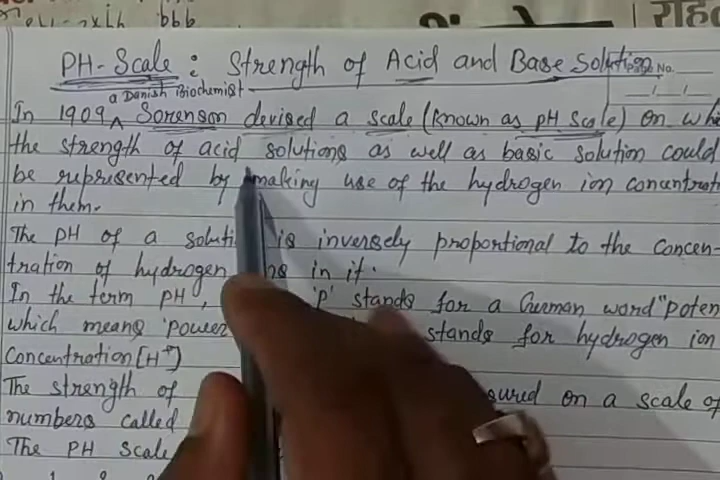 bbb
राह
PH-Scale: Strength of Acid and Base Solution
Page No.
a Danish Biochemist
In 1909, Sorenson devised a scale (known as pH Scale) on
the strength of acid solutions as well as basic solution could
be represented by making use of the hydrogen ion
in them.
The PH of a is inversely proportional to the Concen-
tration of hydrogen in it.
In the term PH, 'p' stands for a German word "Poten
which means 'power stands for hydrogen ion
Concentration [H+]
The strength of on a scale of
numbers called
The PH Scale